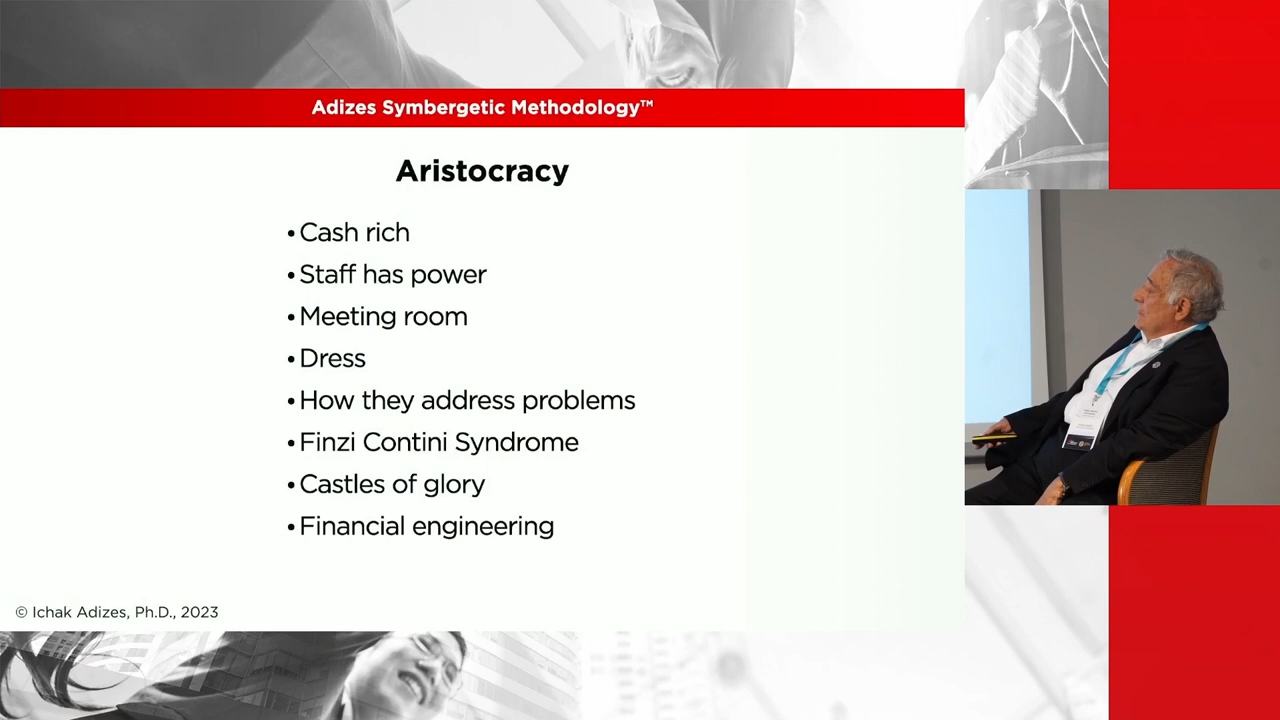 Adizes Symbergetic Methodology™
Aristocracy
• Cash rich
• Staff has power
• Meeting room
• Dress
• How they address problems
• Finzi Contini Syndrome
• Castles of glory
• Financial engineering
© Ichak Adizes, Ph.D., 2023